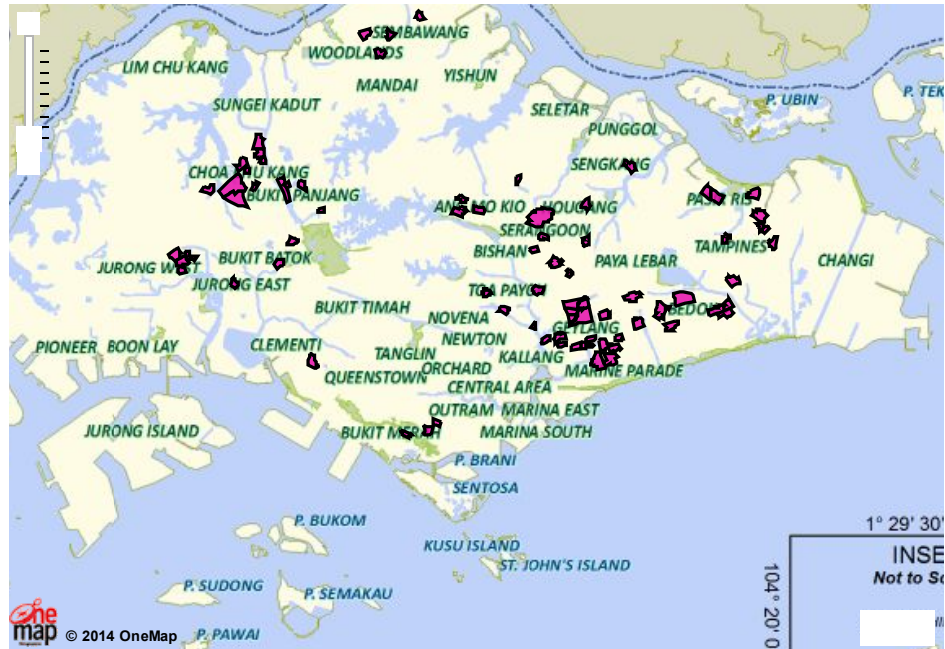 SEMBAWANG
WOODLANDS
LIM CHU KANG
YISHUN
MANDAI
P. TEK
P. UBIN
SUNGEI KADUT
SELETAR
PUNGGOL
SENGKANG
CHOA CHU KANG
BUKIT PANJANG
PASIR RIS
ANG MO KIO
HOUGANG
SERANGOON
TAMPINES
BISHAN
BUKIT BATOK
PAYA LEBAR
CHANGI
JURONG WEST
JURONG EAST
TOA PAYOH
BUKIT TIMAH
BEDOK
NOVENA
GEYLANG
NEWTON
PIONEER
BOON LAY
CLEMENTI
TANGLIN
KALLANG
ORCHARD
MARINE PARADE
QUEENSTOWN
CENTRAL AREA
OUTRAM
MARINA EAST
JURONG ISLAND
BUKIT MERAH
MARINA SOUTH
P. BRANI
SENTOSA
P. BUKOM
1° 29' 30'
KUSU ISLAND
INSE
ST. JOHN'S ISLAND
Not to Sc
104° 20' 0
P. SUDONG
P. SEMAKAU
One
map © 2014 OneMap
P. PAWAI